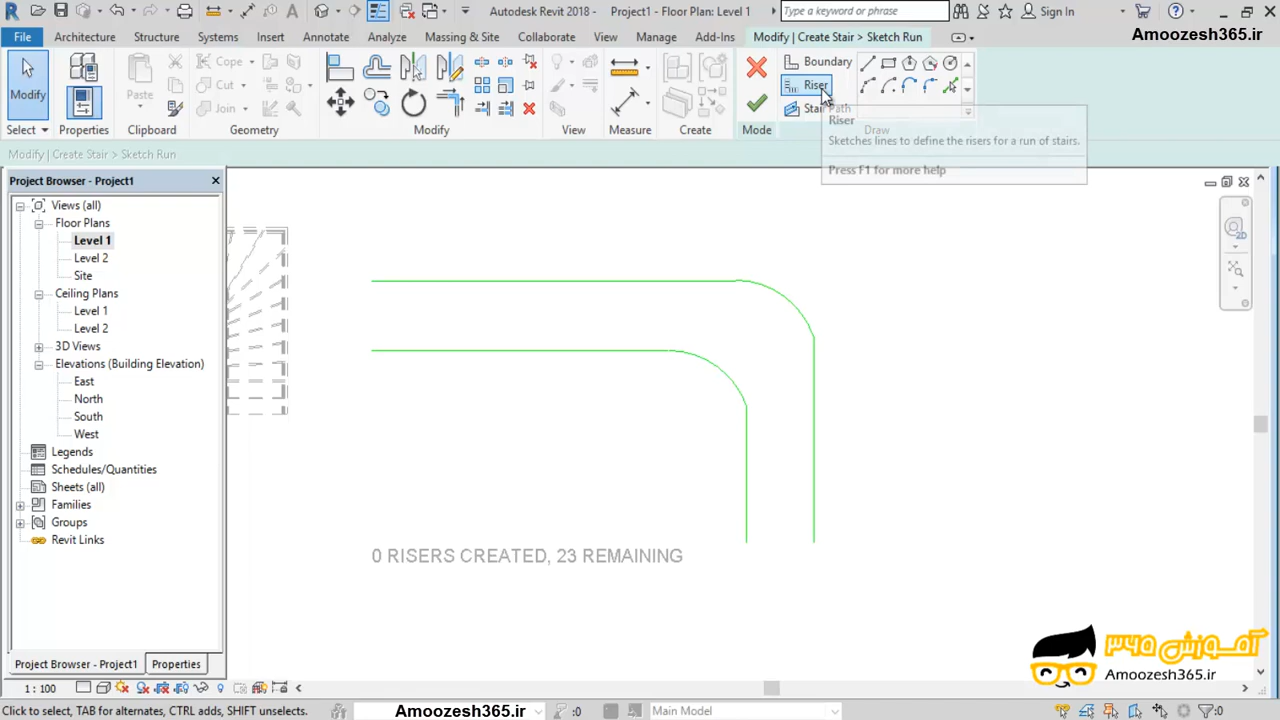 Autodesk Revit 2018 - Project1 - Floor Plan: Level 1
Type a keyword or phrase
Sign In
File
Architecture
Structure
Systems
Insert
Annotate
Analyze
Massing & Site
Collaborate
View
Manage
Add-Ins
Modify | Create Stair > Sketch Run
Amoozesh365.ir
Modify
Paste
Cope
Cut
Join
Boundary
Riser
Stair Path
Select
Properties
Clipboard
Geometry
Modify
View
Measure
Create
Mode
Draw
Riser
Sketches lines to define the risers for a run of stairs.
Press F1 for more help
Modify | Create Stair > Sketch Run
Project Browser - Project1
Views (all)
Floor Plans
Level 1
Level 2
Site
Ceiling Plans
Level 1
Level 2
3D Views
Elevations (Building Elevation)
East
North
South
West
Legends
Schedules/Quantities
Sheets (all)
Families
Groups
Revit Links
2D
0 RISERS CREATED, 23 REMAINING
Project Browser - Project1
Properties
آموزش ۳۶۵
Amoozesh365.ir
1 : 100
Click to select, TAB for alternates, CTRL adds, SHIFT unselects.
Amoozesh365.ir
:0
Main Model
:0